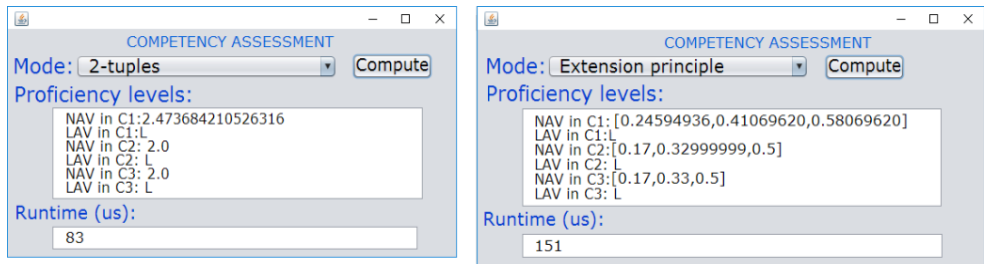 COMPETENCY ASSESSMENT
Mode: 2-tuples Compute
Proficiency levels:
NAV in C1:2.473684210526316
LAV in C1:L
NAV in C2: 2.0
LAV in C2: L
NAV in C3: 2.0
LAV in C3: L
Runtime (us):
83
COMPETENCY ASSESSMENT
Mode: Extension principle Compute
Proficiency levels:
NAV in C1: [0.24594936,0.41069620,0.58069620]
LAV in C1:L
NAV in C2:[0.17,0.32999999,0.5]
LAV in C2: L
NAV in C3:[0.17,0.33,0.5]
LAV in C3: L
Runtime (us):
151